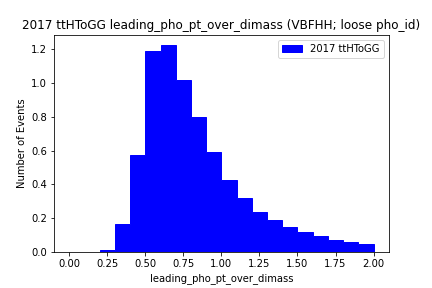 2017 ttHToGG leading_pho_pt_over_dimass (VBFHH; loose pho_id)
2017 ttHToGG
Number of Events
1.2
1.0
0.8
0.6
0.4
0.2
0.0
0.00 0.25 0.50 0.75 1.00 1.25 1.50 1.75 2.00
leading_pho_pt_over_dimass